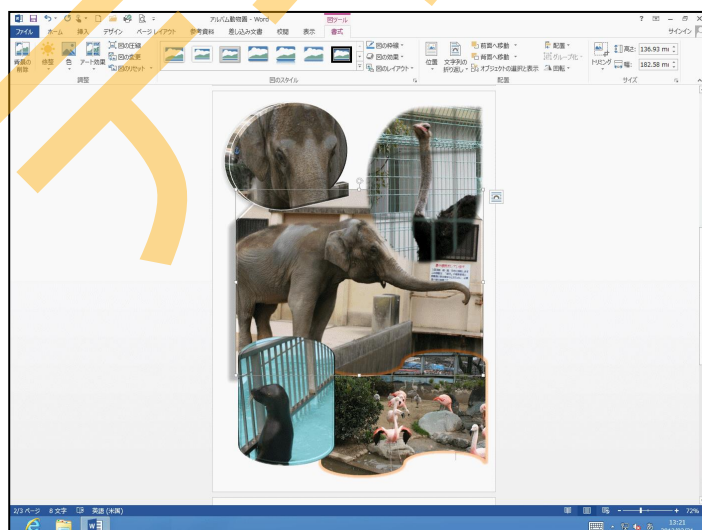 アルバム動物園 - Word
図ツール
サインイン
ファイル ホーム 挿入 デザイン ページ レイアウト 参考資料 差し込み文書 校閲 表示 書式
背景の削除
修整
色
アート効果
図の圧縮
図の変更
図のリセット
調整
図のスタイル
図の枠線
図の効果
図のレイアウト
位置
文字列の折り返し
前面へ移動
背面へ移動
オブジェクトの選択と表示
配置
グループ化
回転
配置
トリミング
高さ: 136.93 mm
幅: 182.58 mm
サイズ
2/3 ページ 8 文字 英語 (米国)
72%
13:21